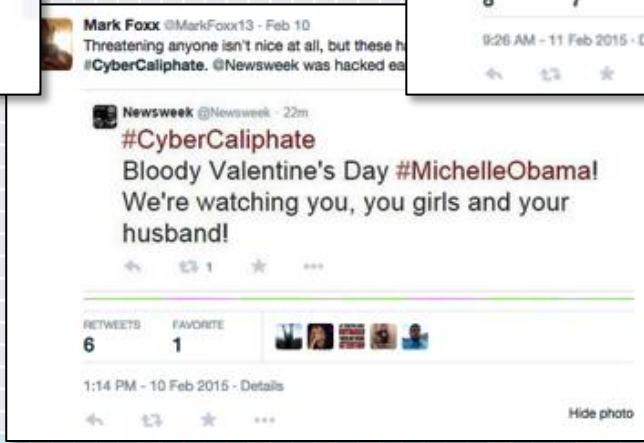 Mark Foxx @MarkFoxx13 - Feb 10
Threatening anyone isn't nice at all, but these
#CyberCaliphate. @Newsweek was hacked
9:26 AM - 11 Feb 2015 -
Newsweek @Newsweek - 22m
#CyberCaliphate
Bloody Valentine's Day #MichelleObama!
We're watching you, you girls and your
husband!
1
RETWEETS FAVORITE
6 1
1:14 PM - 10 Feb 2015 - Details
Hide photo